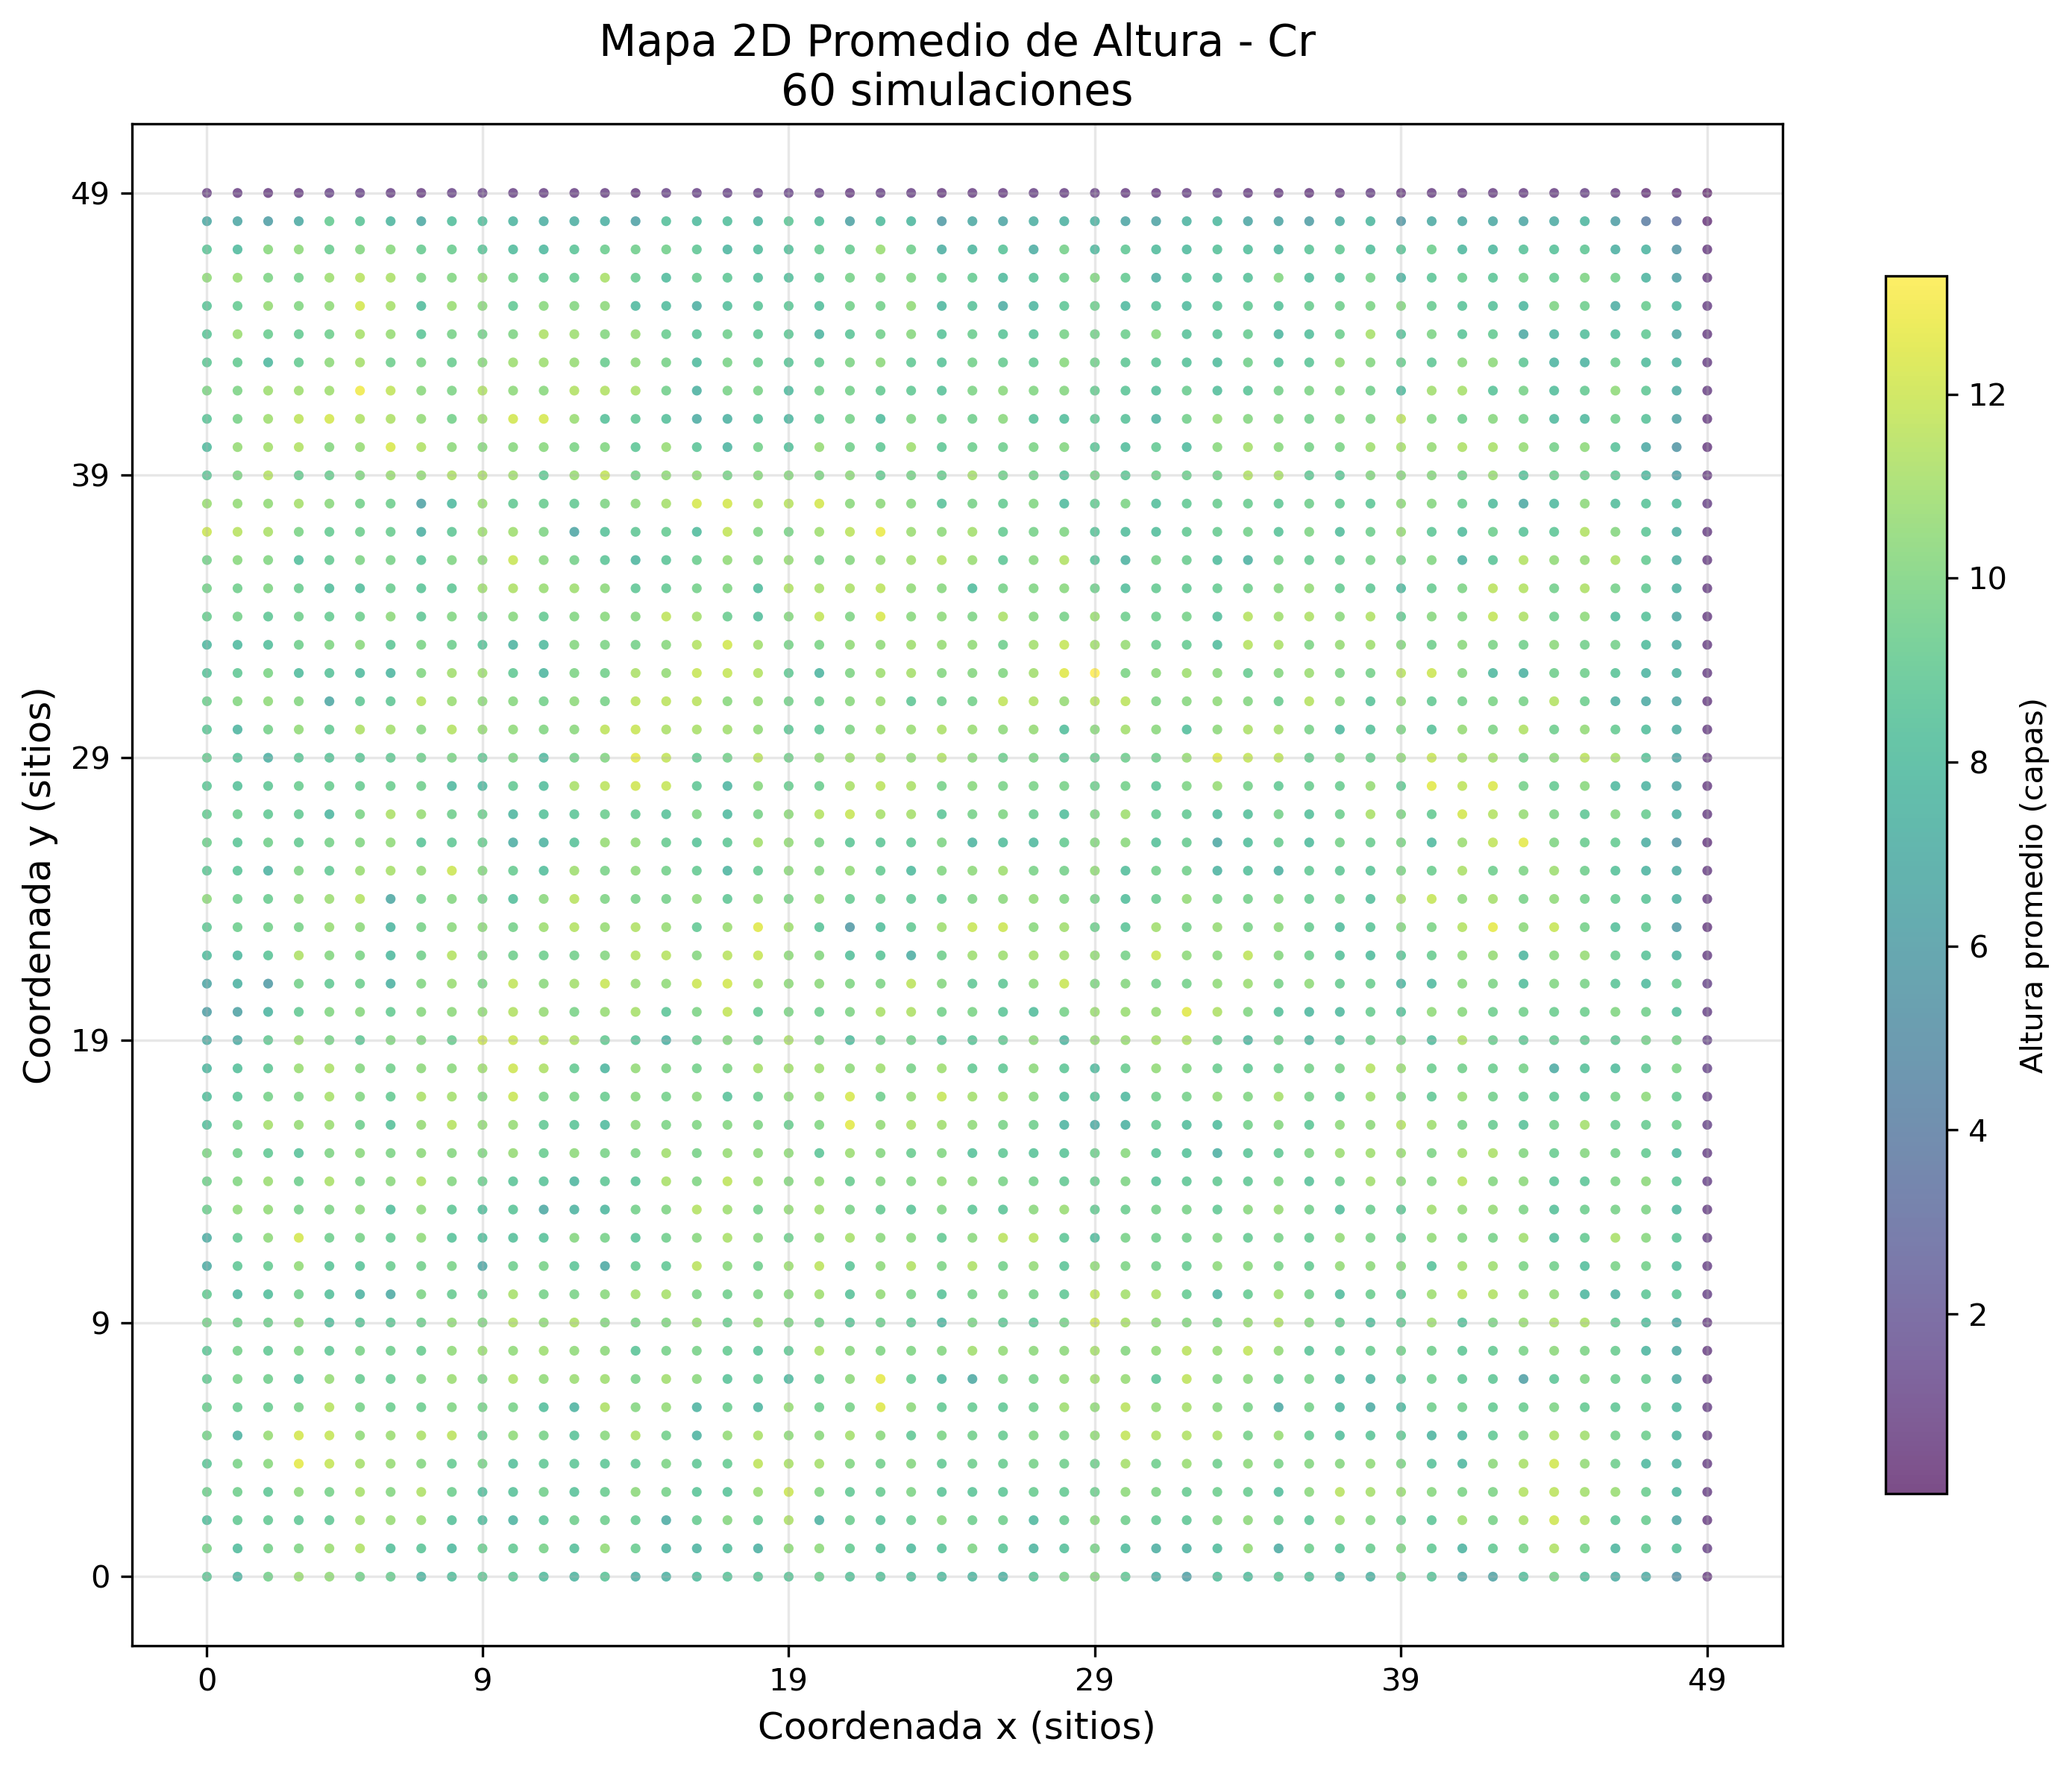 Mapa 2D Promedio de Altura - Cr
60 simulaciones
49
39
29
19
9
0
Coordenada y (sitios)
0 9 19 29 39 49
Coordenada x (sitios)
12
10
8
6
4
2
Altura promedio (capas)